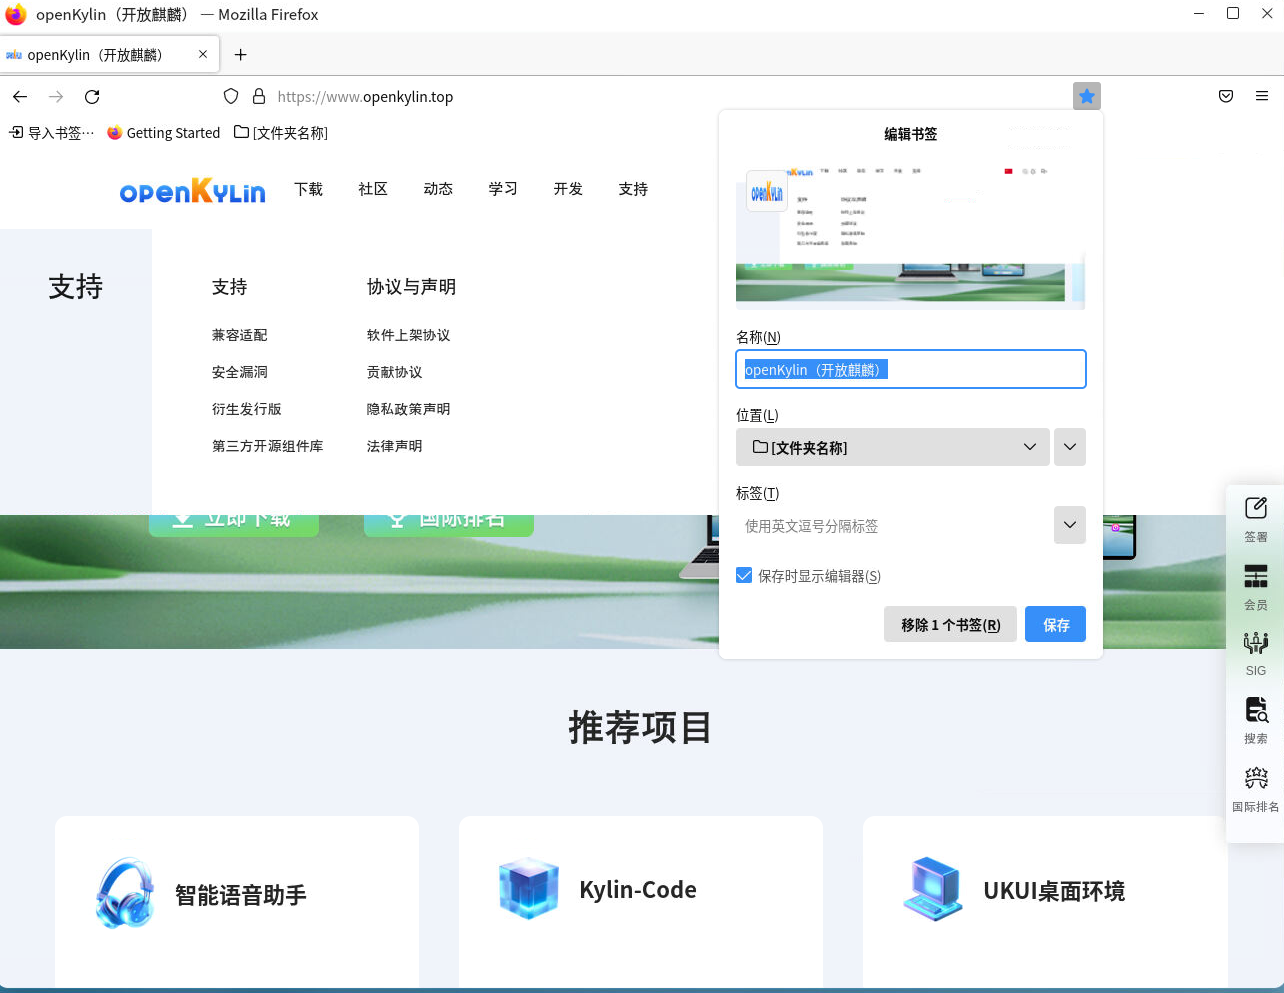 openKylin（开放麒麟） — Mozilla Firefox
openKylin（开放麒麟）
https://www.openkylin.top
导入书签…
Getting Started
[文件夹名称]
openKylin
下载
社区
动态
学习
开发
支持
支持
支持
协议与声明
兼容适配
软件上架协议
安全漏洞
贡献协议
衍生发行版
隐私政策声明
第三方开源组件库
法律声明
立即下载
国际排名
编辑书签
openKylin
名称(N)
openKylin（开放麒麟）
位置(L)
[文件夹名称]
标签(T)
使用英文逗号分隔标签
保存时显示编辑器(S)
移除 1 个书签(R)
保存
签署
会员
SIG
搜索
国际排名
推荐项目
智能语音助手
Kylin-Code
UKUI桌面环境